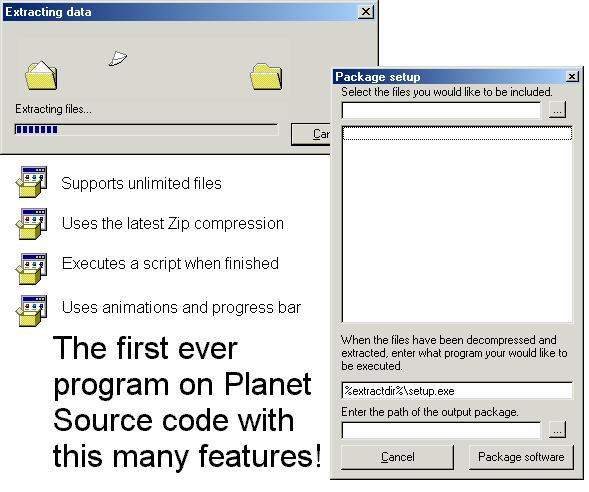 Extracting data
Extracting files...
Package setup
Select the files you would like to be included.
...
When the files have been decompressed and
extracted, enter what program your would like to
be executed.
%extractdir%\setup.exe
Enter the path of the output package.
...
Cancel
Package software
Supports unlimited files
Uses the latest Zip compression
Executes a script when finished
Uses animations and progress bar
The first ever
program on Planet
Source code with
this many features!